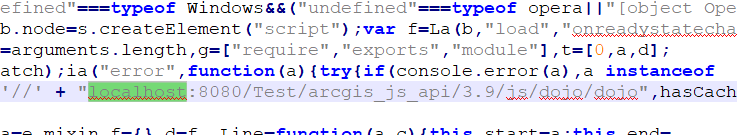 efined"===typeof Windows&&("undefined"===typeof opera||"[object Ope
b.node=s.createElement("script");var f=La(b,"load","onreadystatecha
=arguments.length,g=["require","exports","module"],t=[0,a,d];
atch);ia("error",function(a){try{if(console.error(a),a instanceof
'//' + "localhost:8080/Test/arcgis_js_api/3.9/js/dojo/dojo",hasCach
a=e.mixin,f={},d=f._Line=function(a,c){this.start=a;this.end=